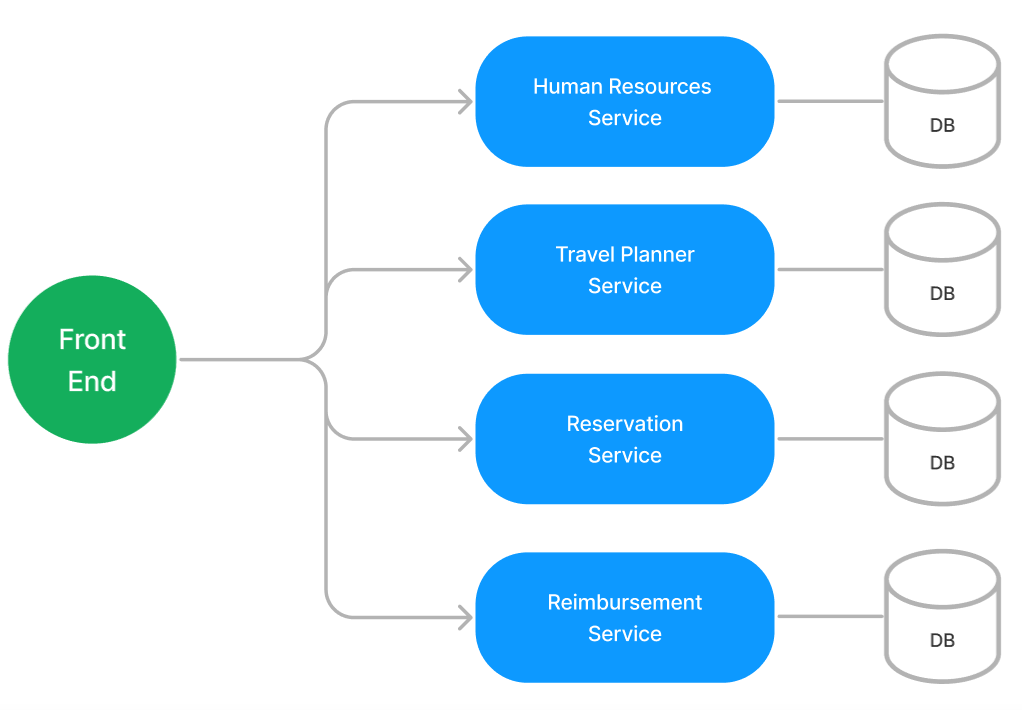 Front
End
Human Resources
Service
DB
Travel Planner
Service
DB
Reservation
Service
DB
Reimbursement
Service
DB